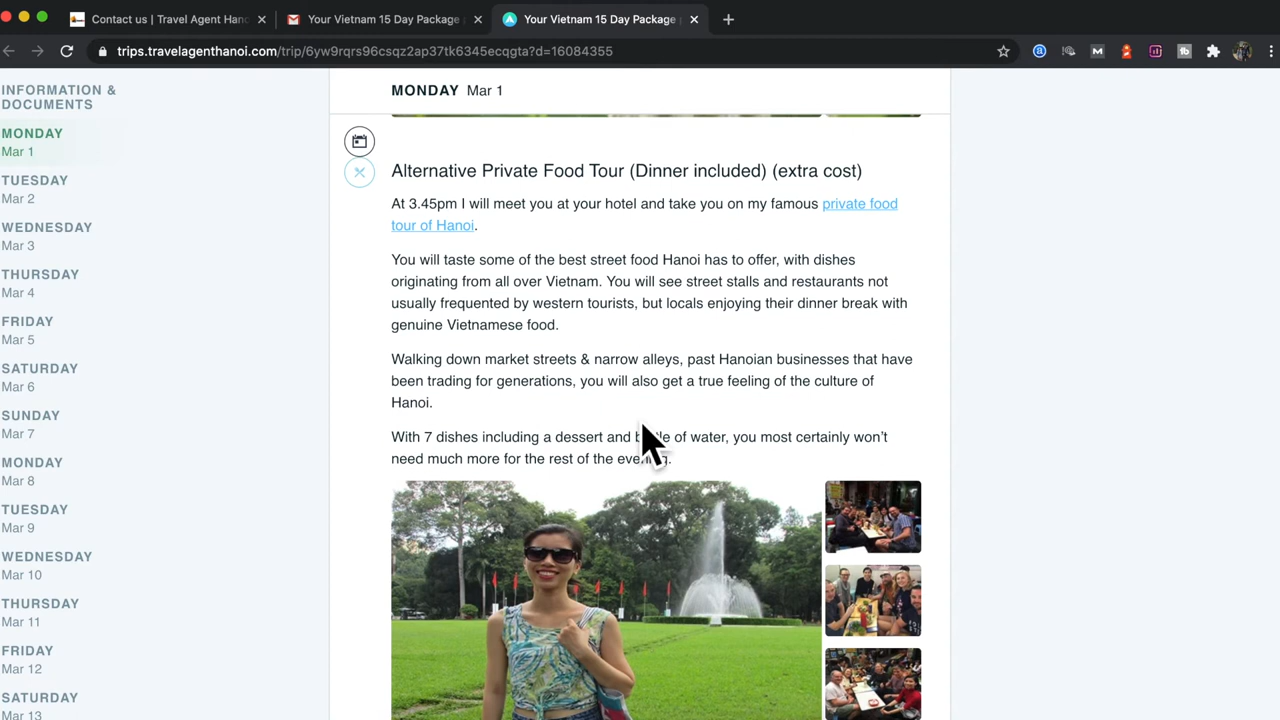 Contact us | Travel Agent Hano
Your Vietnam 15 Day Package
Your Vietnam 15 Day Package
trips.travelagenthanoi.com/trip/6yw9rqrs96csqz2ap37tk6345ecqgta?d=16084355
INFORMATION &
DOCUMENTS
MONDAY
Mar 1
TUESDAY
Mar 2
WEDNESDAY
Mar 3
THURSDAY
Mar 4
FRIDAY
Mar 5
SATURDAY
Mar 6
SUNDAY
Mar 7
MONDAY
Mar 8
TUESDAY
Mar 9
WEDNESDAY
Mar 10
THURSDAY
Mar 11
FRIDAY
Mar 12
SATURDAY
Mar 13
MONDAY Mar 1
Alternative Private Food Tour (Dinner included) (extra cost)
At 3.45pm I will meet you at your hotel and take you on my famous private food
tour of Hanoi.
You will taste some of the best street food Hanoi has to offer, with dishes
originating from all over Vietnam. You will see street stalls and restaurants not
usually frequented by western tourists, but locals enjoying their dinner break with
genuine Vietnamese food.
Walking down market streets & narrow alleys, past Hanoian businesses that have
been trading for generations, you will also get a true feeling of the culture of
Hanoi.
With 7 dishes including a dessert and bottle of water, you most certainly won't
need much more for the rest of the evening.